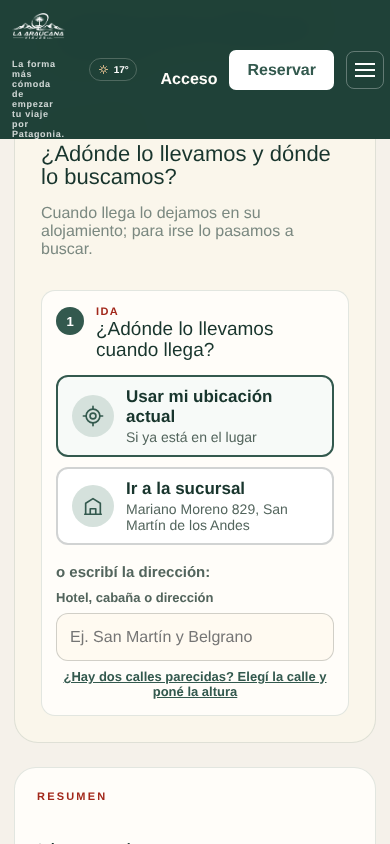 LA ARAUCANA
La forma
más
cómoda
de
empezar
tu viaje
por
Patagonia.
17°
Acceso
Reservar
¿Adónde lo llevamos y dónde
lo buscamos?
Cuando llega lo dejamos en su
alojamiento; para irse lo pasamos a
buscar.
1
IDA
¿Adónde lo llevamos
cuando llega?
Usar mi ubicación
actual
Si ya está en el lugar
Ir a la sucursal
Mariano Moreno 829, San
Martín de los Andes
o escribí la dirección:
Hotel, cabaña o dirección
Ej. San Martín y Belgrano
¿Hay dos calles parecidas? Elegí la calle y
poné la altura
RESUMEN